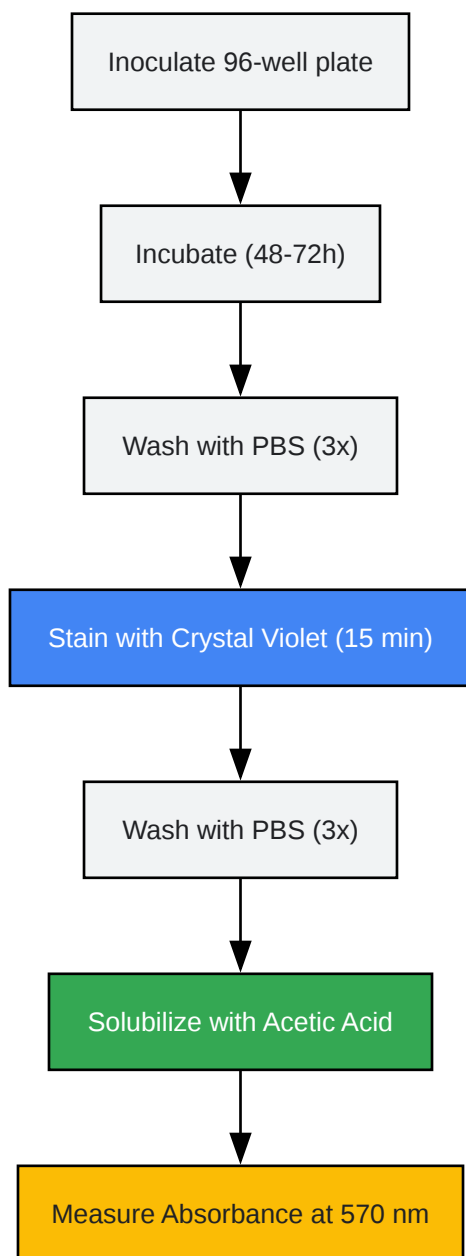 Inoculate 96-well plate
Incubate (48-72h)
Wash with PBS (3x)
Stain with Crystal Violet (15 min)
Wash with PBS (3x)
Solubilize with Acetic Acid
Measure Absorbance at 570 nm